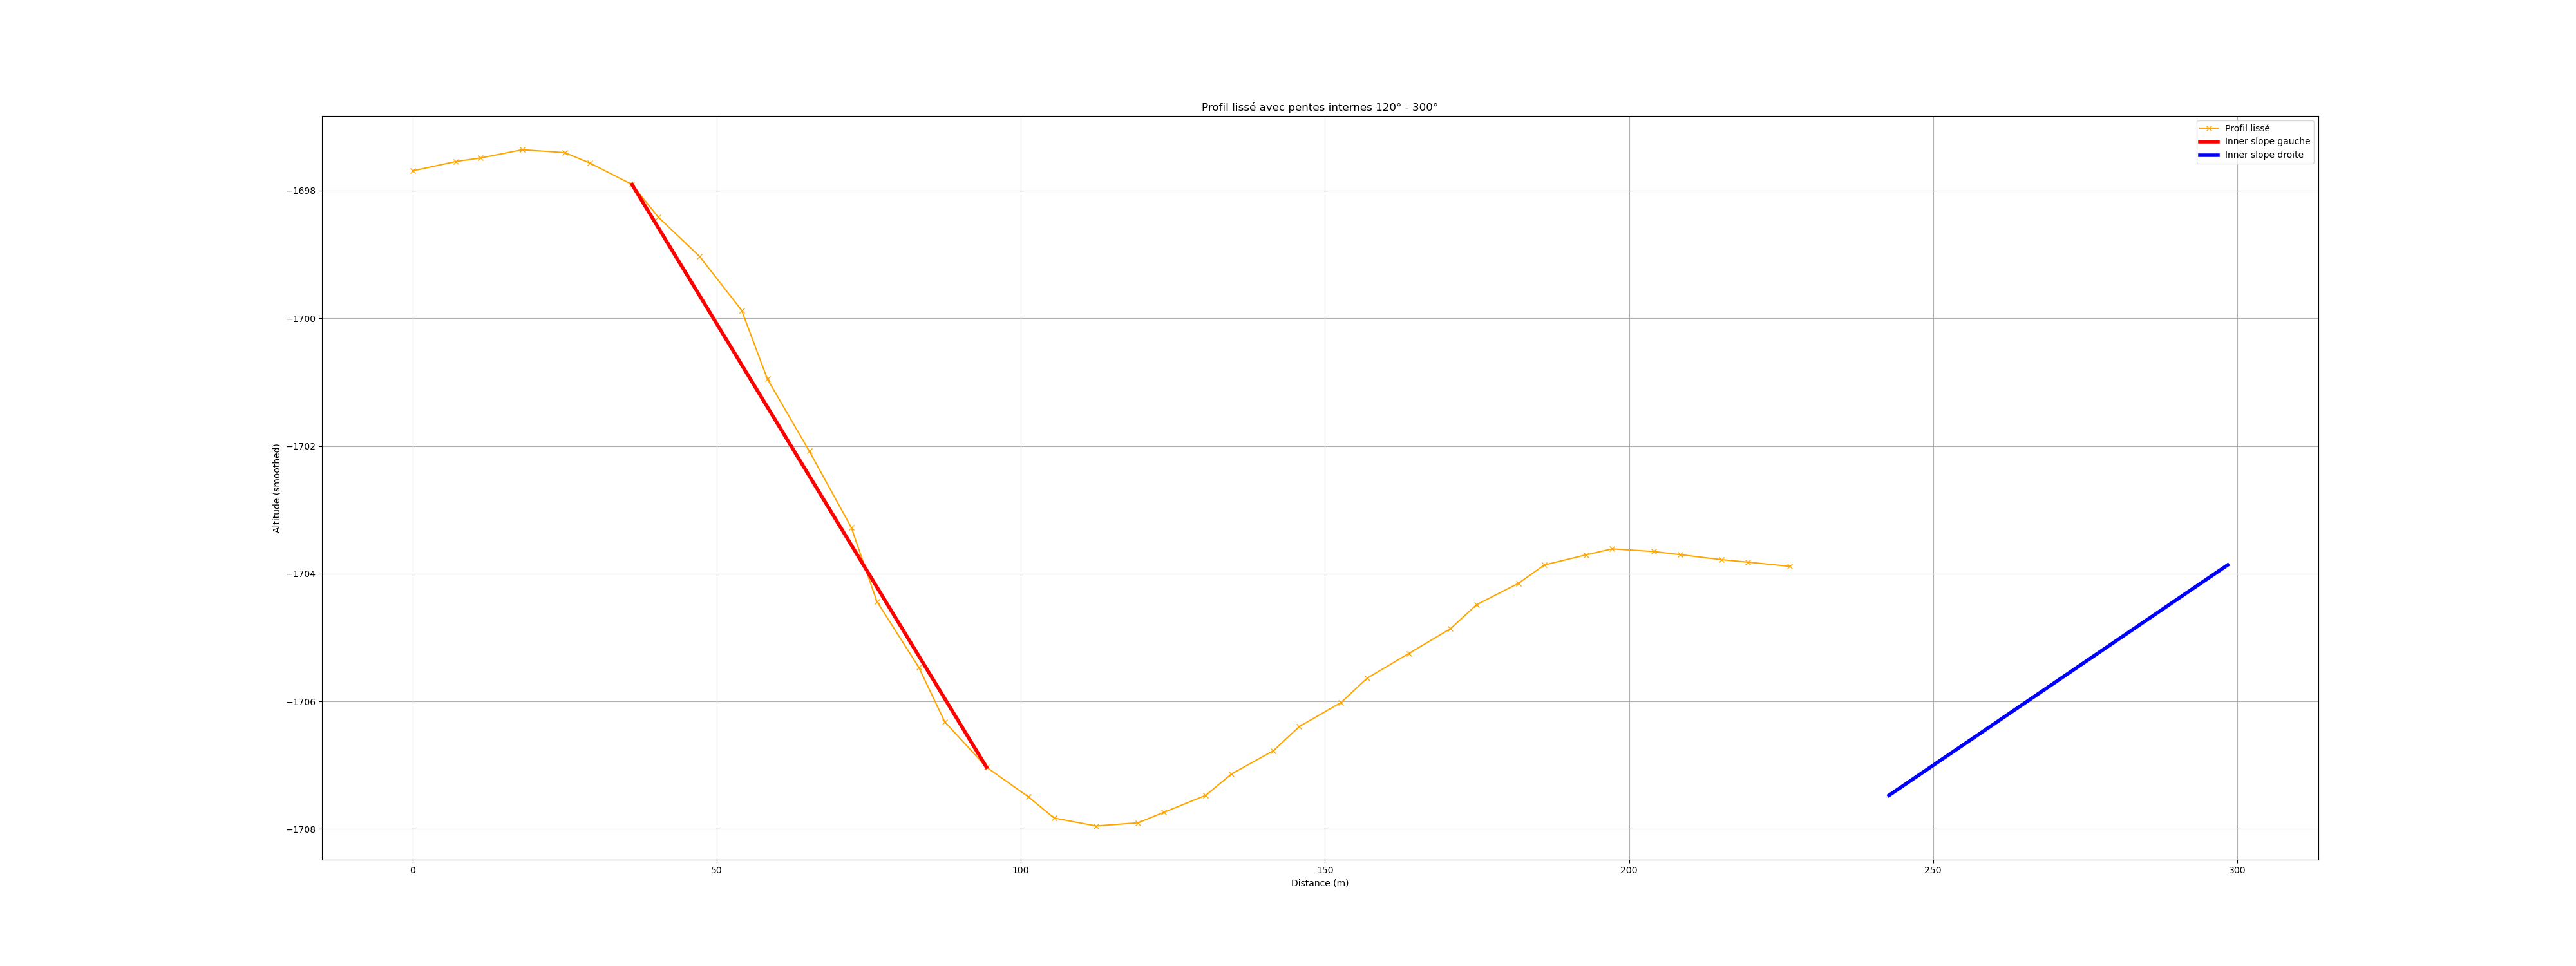 Profil lissé avec pentes internes 120° - 300°
Profil lissé
Inner slope gauche
Inner slope droite
−1698
−1700
−1702
−1704
−1706
−1708
Altitude (smoothed)
0 50 100 150 200 250 300
Distance (m)